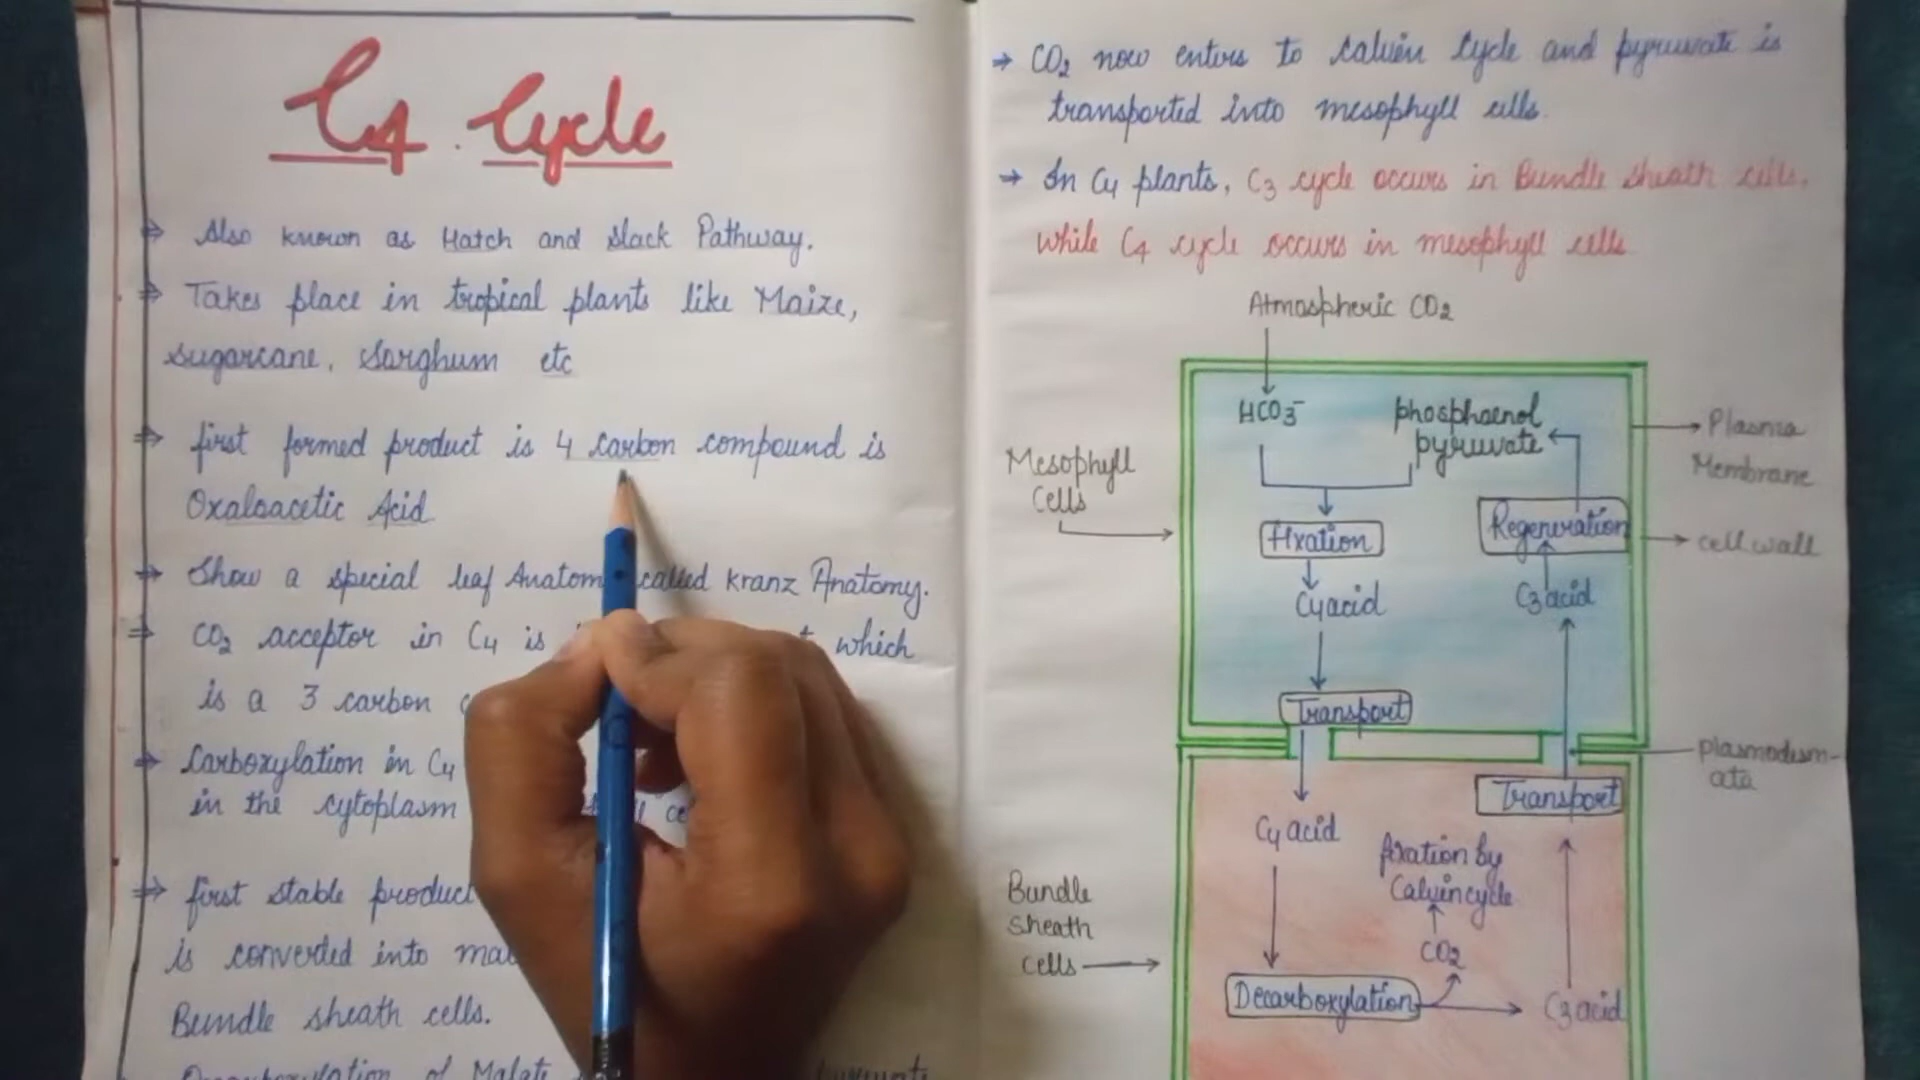 C4 Cycle
⇒ Also known as Hatch and Slack Pathway.
⇒ Takes place in tropical plants like Maize,
sugarcane, Sorghum etc
⇒ first formed product is 4 carbon compound is
Oxaloacetic Acid
⇒ Show a special leaf called Kranz Anatomy.
⇒ CO2 acceptor in C4 is which
is a 3 carbon
⇒ Carboxylation in C4
in the cytoplasm
⇒ first stable product
is converted into
Bundle sheath cells.
of Malate
→ CO2 now enters to calvin cycle and pyruvate is
transported into mesophyll cells.
→ In C4 plants, C3 cycle occurs in Bundle sheath cells,
while C4 cycle occurs in mesophyll cells
Atmospheric CO2
HCO3-
phosphoenol
pyruvate
Plasma
Membrane
Mesophyll
Cells
Fixation
Regeneration
cell wall
C4 acid
C3 acid
Transport
plasmodesm-
ata
Transport
C4 acid
fixation by
Calvin cycle
Bundle
sheath
cells
CO2
Decarboxylation
C3 acid